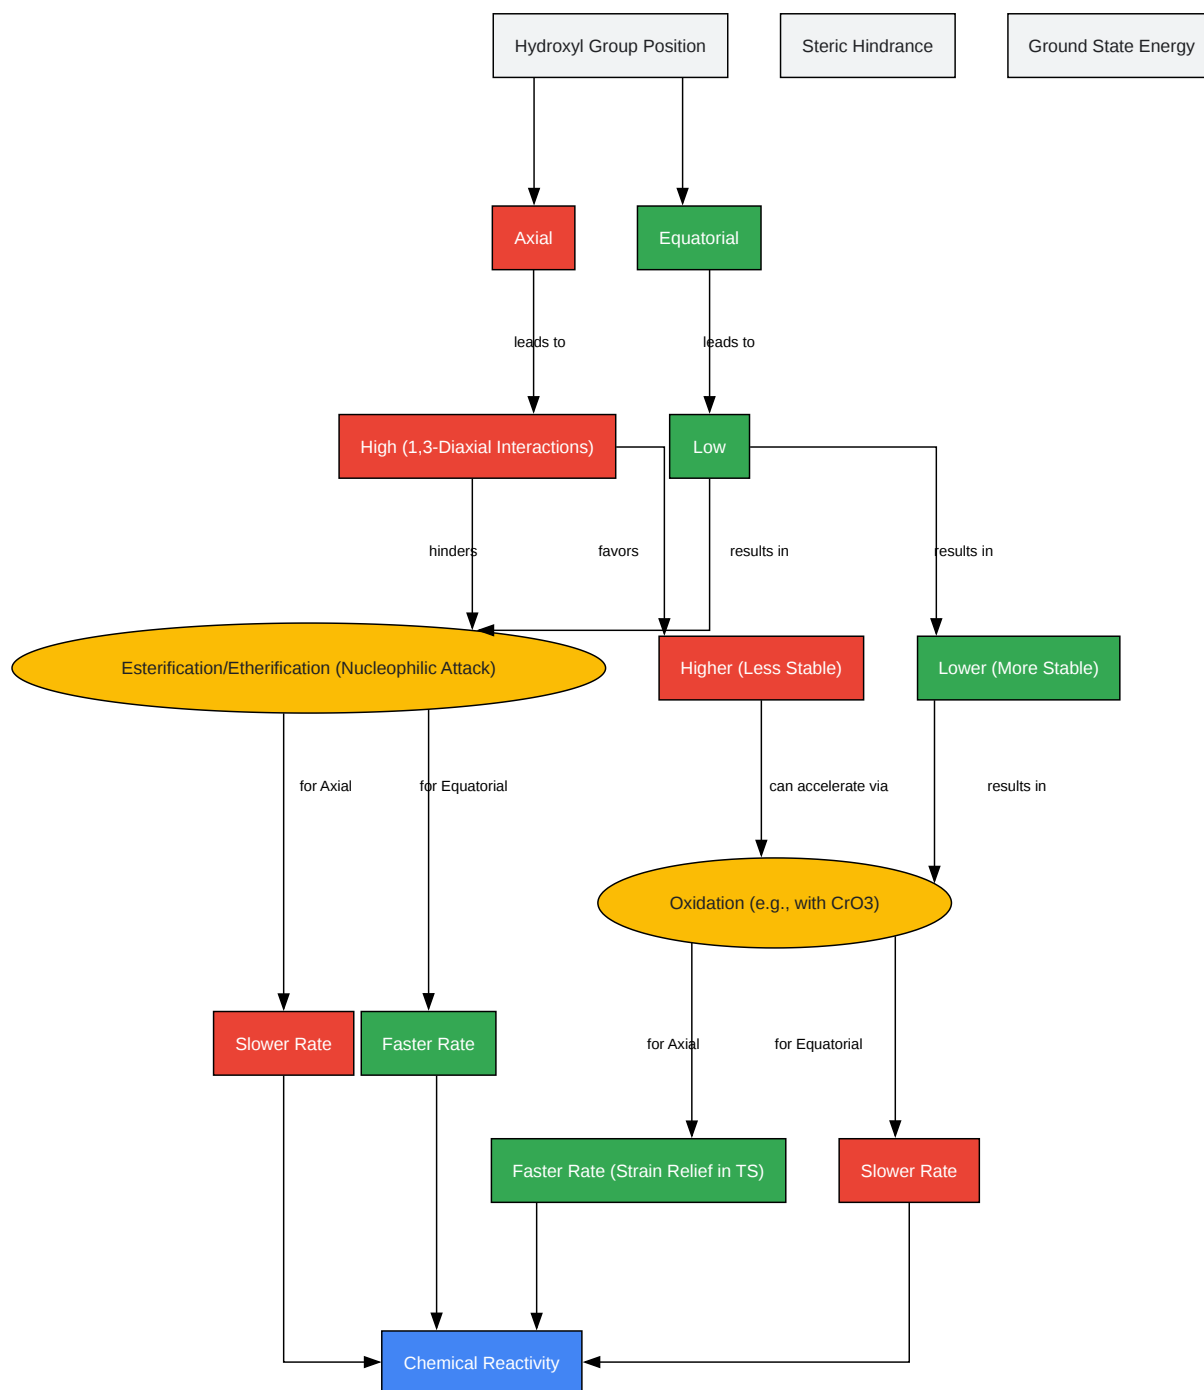 Hydroxyl Group Position
Steric Hindrance
Ground State Energy
Axial
Equatorial
leads to
leads to
High (1,3-Diaxial Interactions)
Low
hinders
favors
results in
results in
Esterification/Etherification (Nucleophilic Attack)
Higher (Less Stable)
Lower (More Stable)
for Axial
for Equatorial
can accelerate via
results in
Oxidation (e.g., with CrO3)
Slower Rate
Faster Rate
for Axial
for Equatorial
Faster Rate (Strain Relief in TS)
Slower Rate
Chemical Reactivity